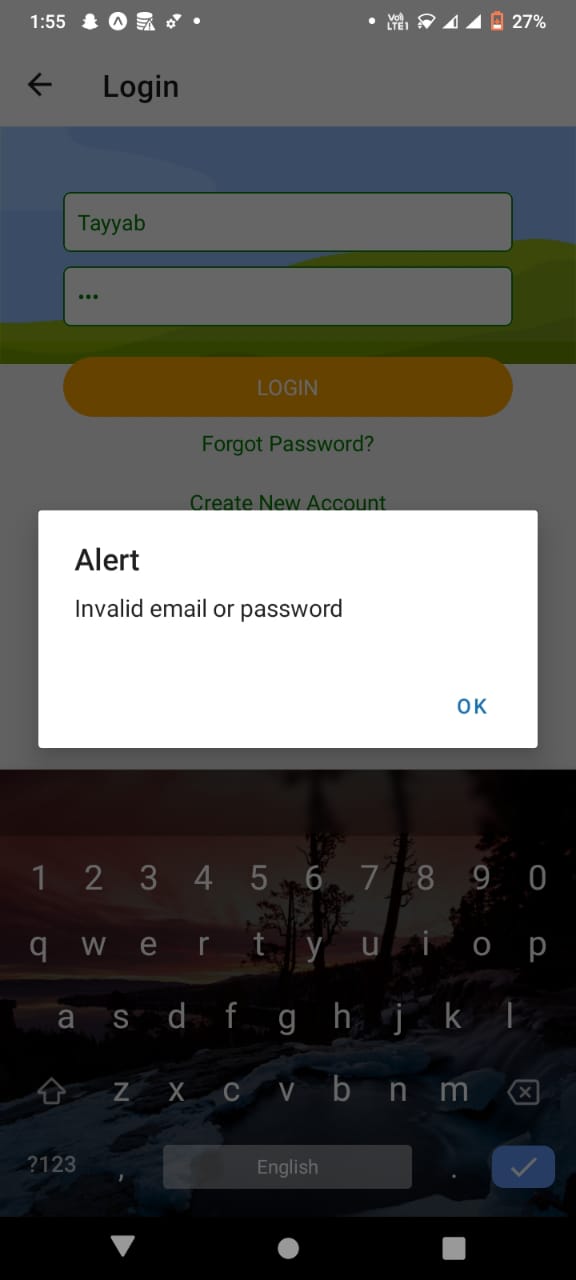 1:55
Vo)) LTE1 27%
Login
Tayyab
•••
LOGIN
Forgot Password?
Create New Account
Alert
Invalid email or password
OK
1 2 3 4 5 6 7 8 9 0
q w e r t y u i o p
a s d f g h j k l
z x c v b n m
?123 , English .